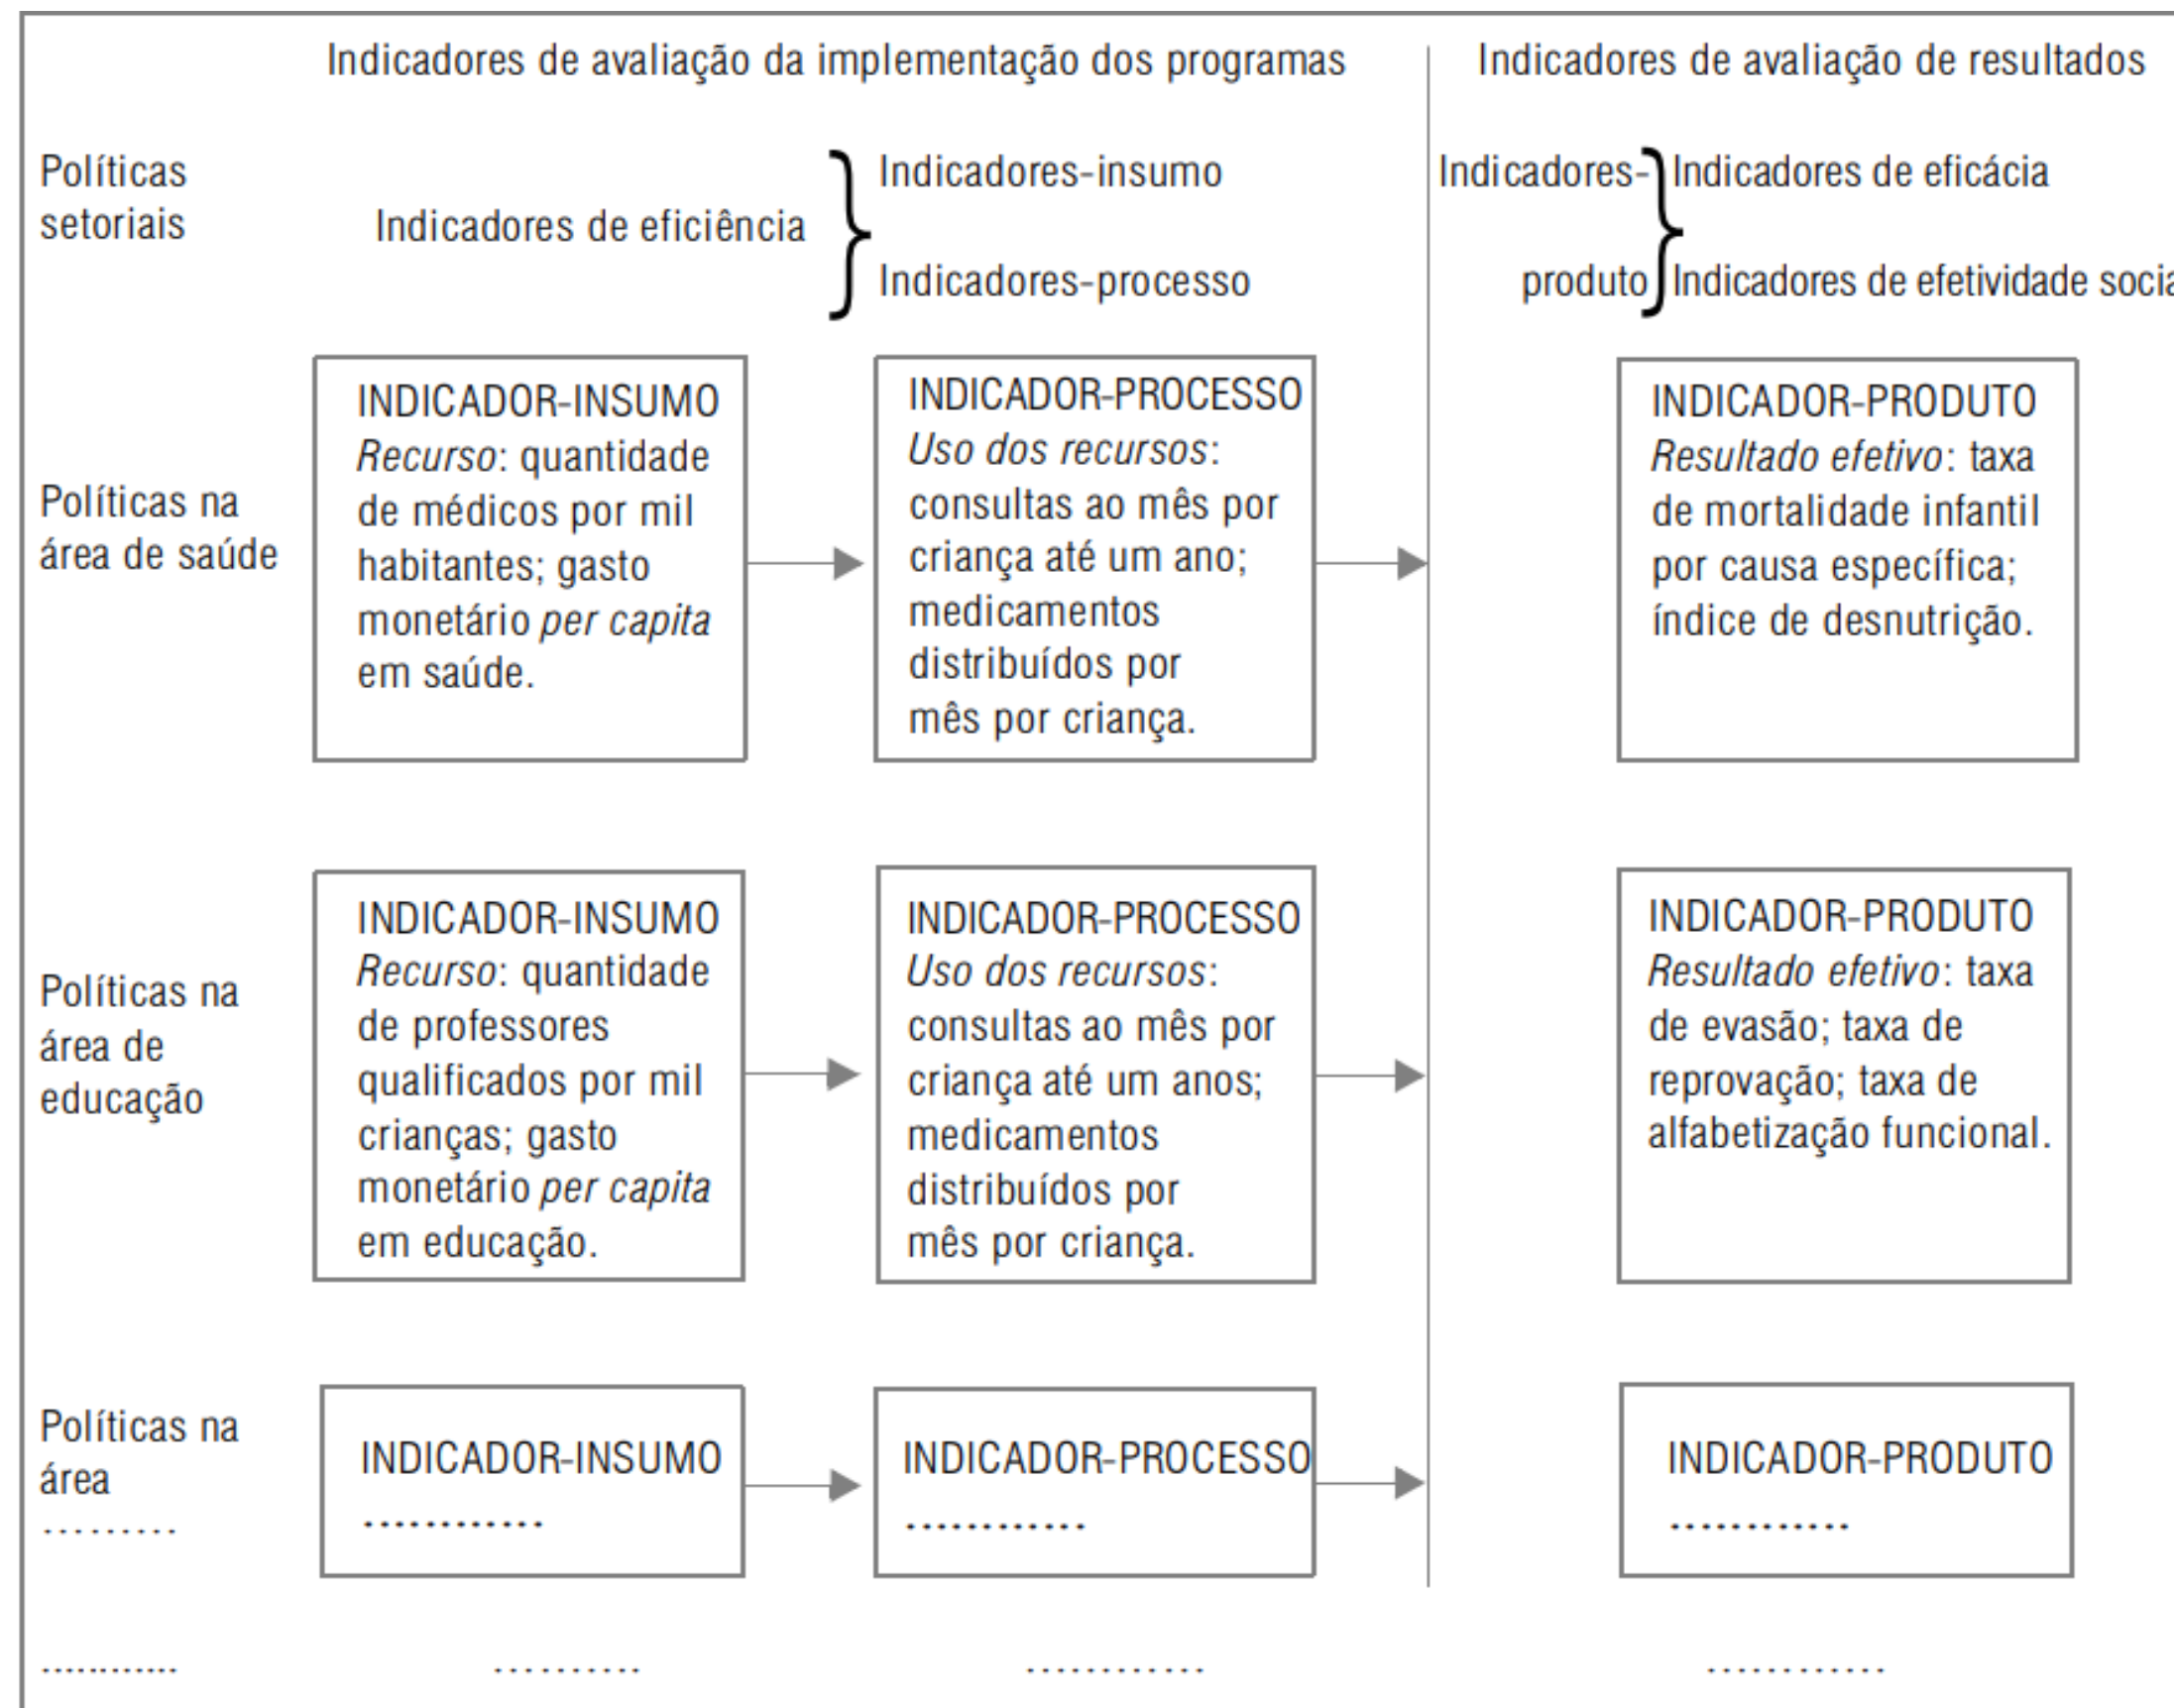 Indicadores de avaliação da implementação dos programas
Indicadores de avaliação de resultados
Políticas
setoriais
Indicadores de eficiência
Indicadores-insumo
Indicadores-processo
Indicadores-
produto
Indicadores de eficácia
Indicadores de efetividade socia
Políticas na
área de saúde
INDICADOR-INSUMO
Recurso: quantidade
de médicos por mil
habitantes; gasto
monetário per capita
em saúde.
INDICADOR-PROCESSO
Uso dos recursos:
consultas ao mês por
criança até um ano;
medicamentos
distribuídos por
mês por criança.
INDICADOR-PRODUTO
Resultado efetivo: taxa
de mortalidade infantil
por causa específica;
índice de desnutrição.
Políticas na
área de
educação
INDICADOR-INSUMO
Recurso: quantidade
de professores
qualificados por mil
crianças; gasto
monetário per capita
em educação.
INDICADOR-PROCESSO
Uso dos recursos:
consultas ao mês por
criança até um anos;
medicamentos
distribuídos por
mês por criança.
INDICADOR-PRODUTO
Resultado efetivo: taxa
de evasão; taxa de
reprovação; taxa de
alfabetização funcional.
Políticas na
área
.........
INDICADOR-INSUMO
............
INDICADOR-PROCESSO
............
INDICADOR-PRODUTO
............
............
..........
............
............